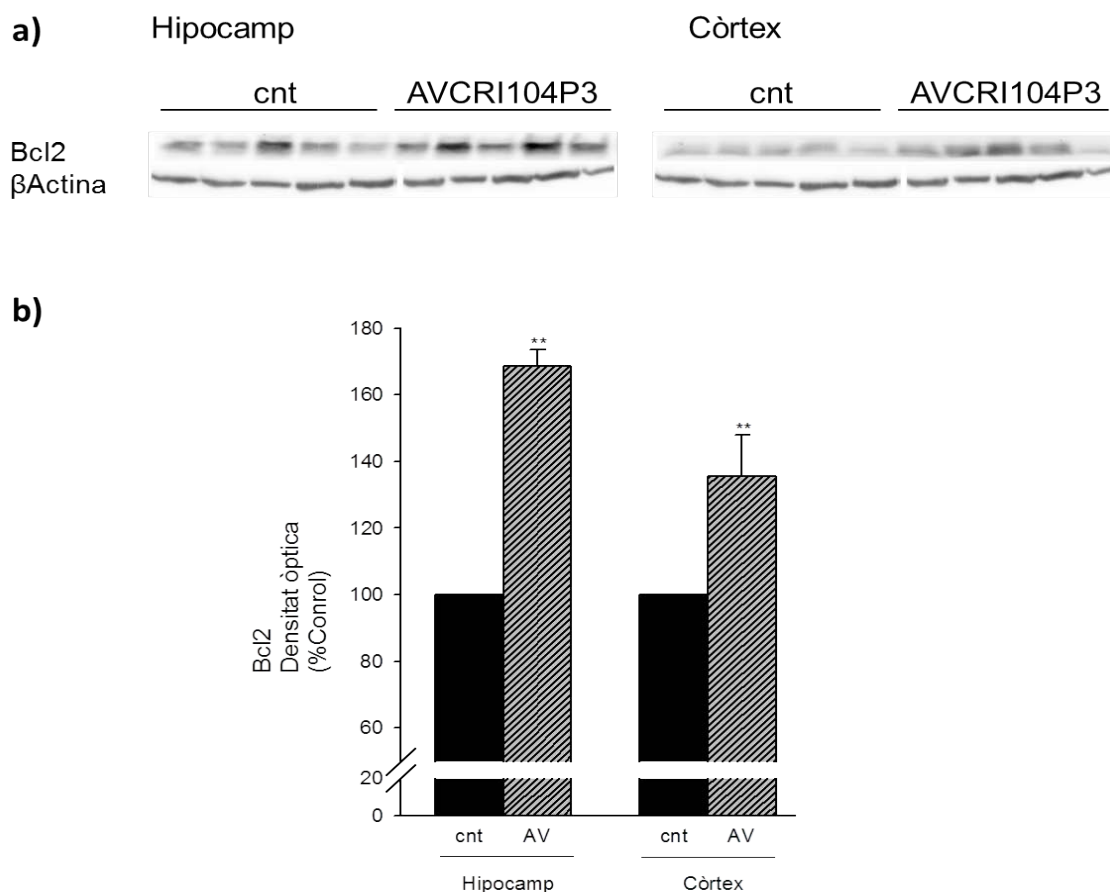 a)
Hipocamp
Còrtex
cnt
AVCRI104P3
cnt
AVCRI104P3
Bcl2
βActina
b)
180
160
140
120
100
80
60
20
0
Bcl2
Densitat òptica
(%Conrol)
**
**
cnt
AV
cnt
AV
Hipocamp
Còrtex